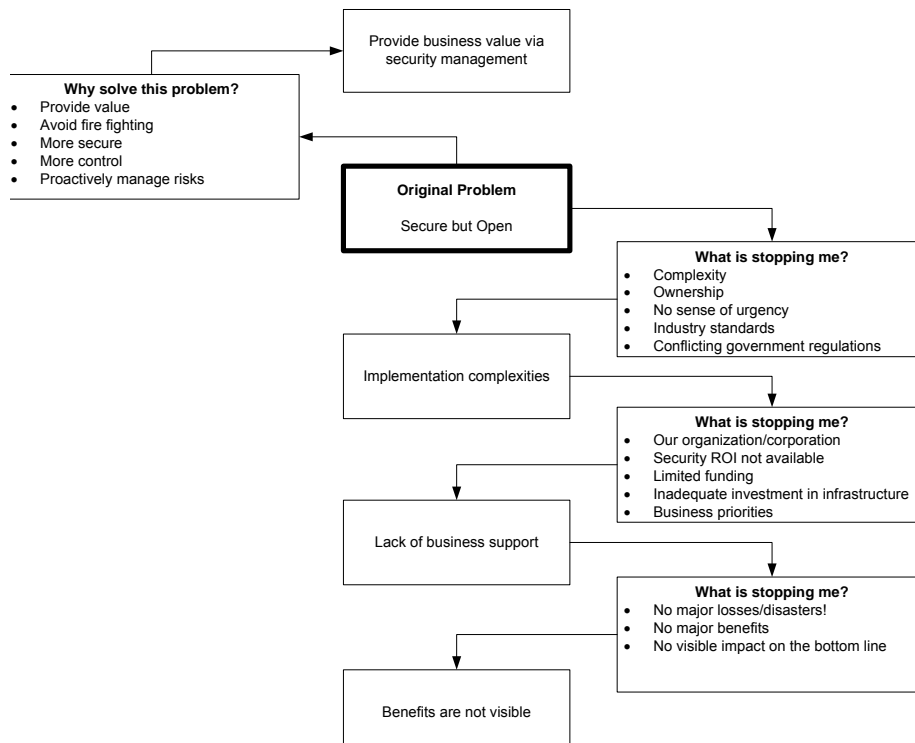 Provide business value via
security management
Why solve this problem?
• Provide value
• Avoid fire fighting
• More secure
• More control
• Proactively manage risks
Original Problem
Secure but Open
What is stopping me?
• Complexity
• Ownership
• No sense of urgency
• Industry standards
• Conflicting government regulations
Implementation complexities
What is stopping me?
• Our organization/corporation
• Security ROI not available
• Limited funding
• Inadequate investment in infrastructure
• Business priorities
Lack of business support
What is stopping me?
• No major losses/disasters!
• No major benefits
• No visible impact on the bottom line
Benefits are not visible